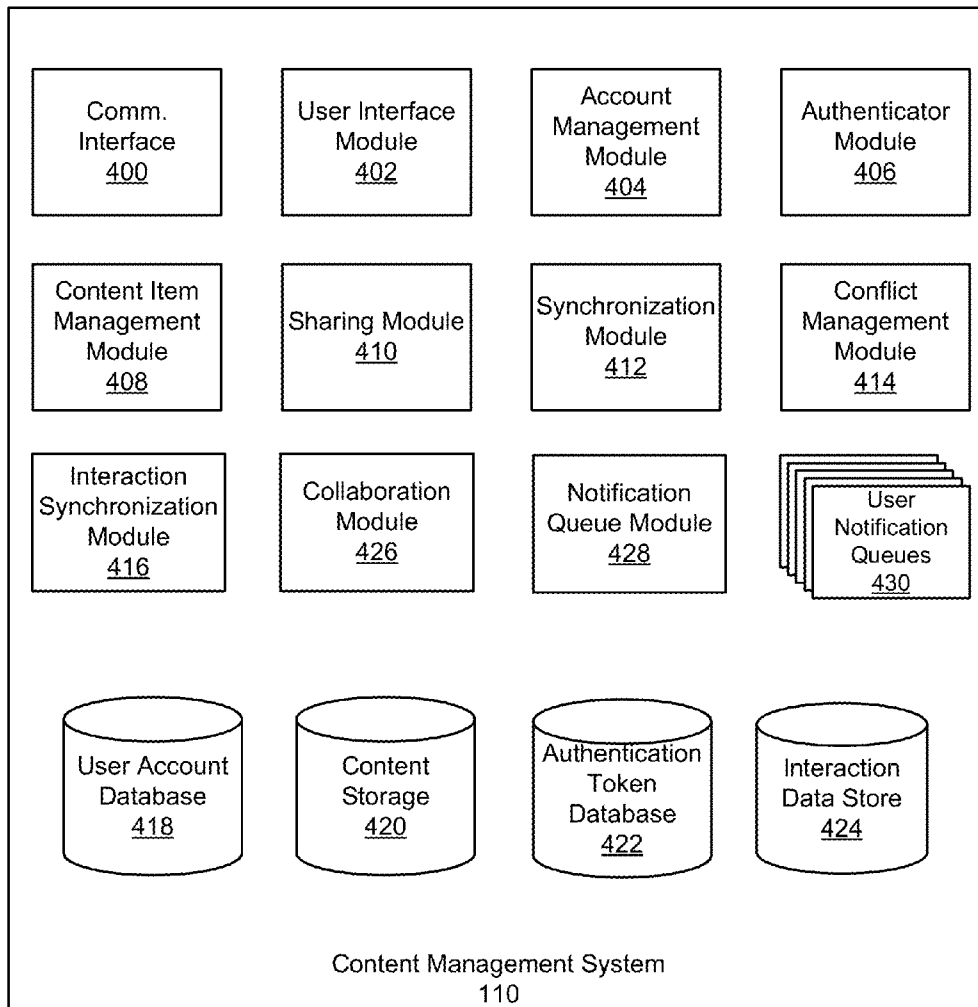 Comm.
Interface
400
User Interface
Module
402
Account
Management
Module
404
Authenticator
Module
406
Content Item
Management
Module
408
Sharing Module
410
Synchronization
Module
412
Conflict
Management
Module
414
Interaction
Synchronization
Module
416
Collaboration
Module
426
Notification
Queue Module
428
User
Notification
Queues
430
User Account
Database
418
Content
Storage
420
Authentication
Token
Database
422
Interaction
Data Store
424
Content Management System
110